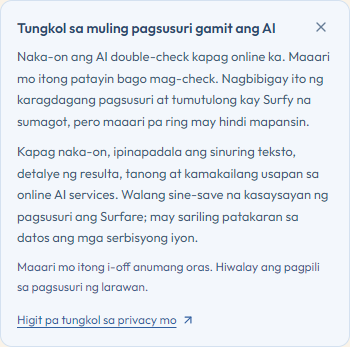 Tungkol sa muling pagsusuri gamit ang AI
Naka-on ang AI double-check kapag online ka. Maaari
mo itong patayin bago mag-check. Nagbibigay ito ng
karagdagang pagsusuri at tumutulong kay Surfy na
sumagot, pero maaari pa ring may hindi mapansin.
Kapag naka-on, ipinapadala ang sinuring teksto,
detalye ng resulta, tanong at kamakailang usapan sa
online AI services. Walang sine-save na kasaysayan ng
pagsusuri ang Surfare; may sariling patakaran sa
datos ang mga serbisyong iyon.
Maaari mo itong i-off anumang oras. Hiwalay ang pagpili
sa pagsusuri ng larawan.
Higit pa tungkol sa privacy mo